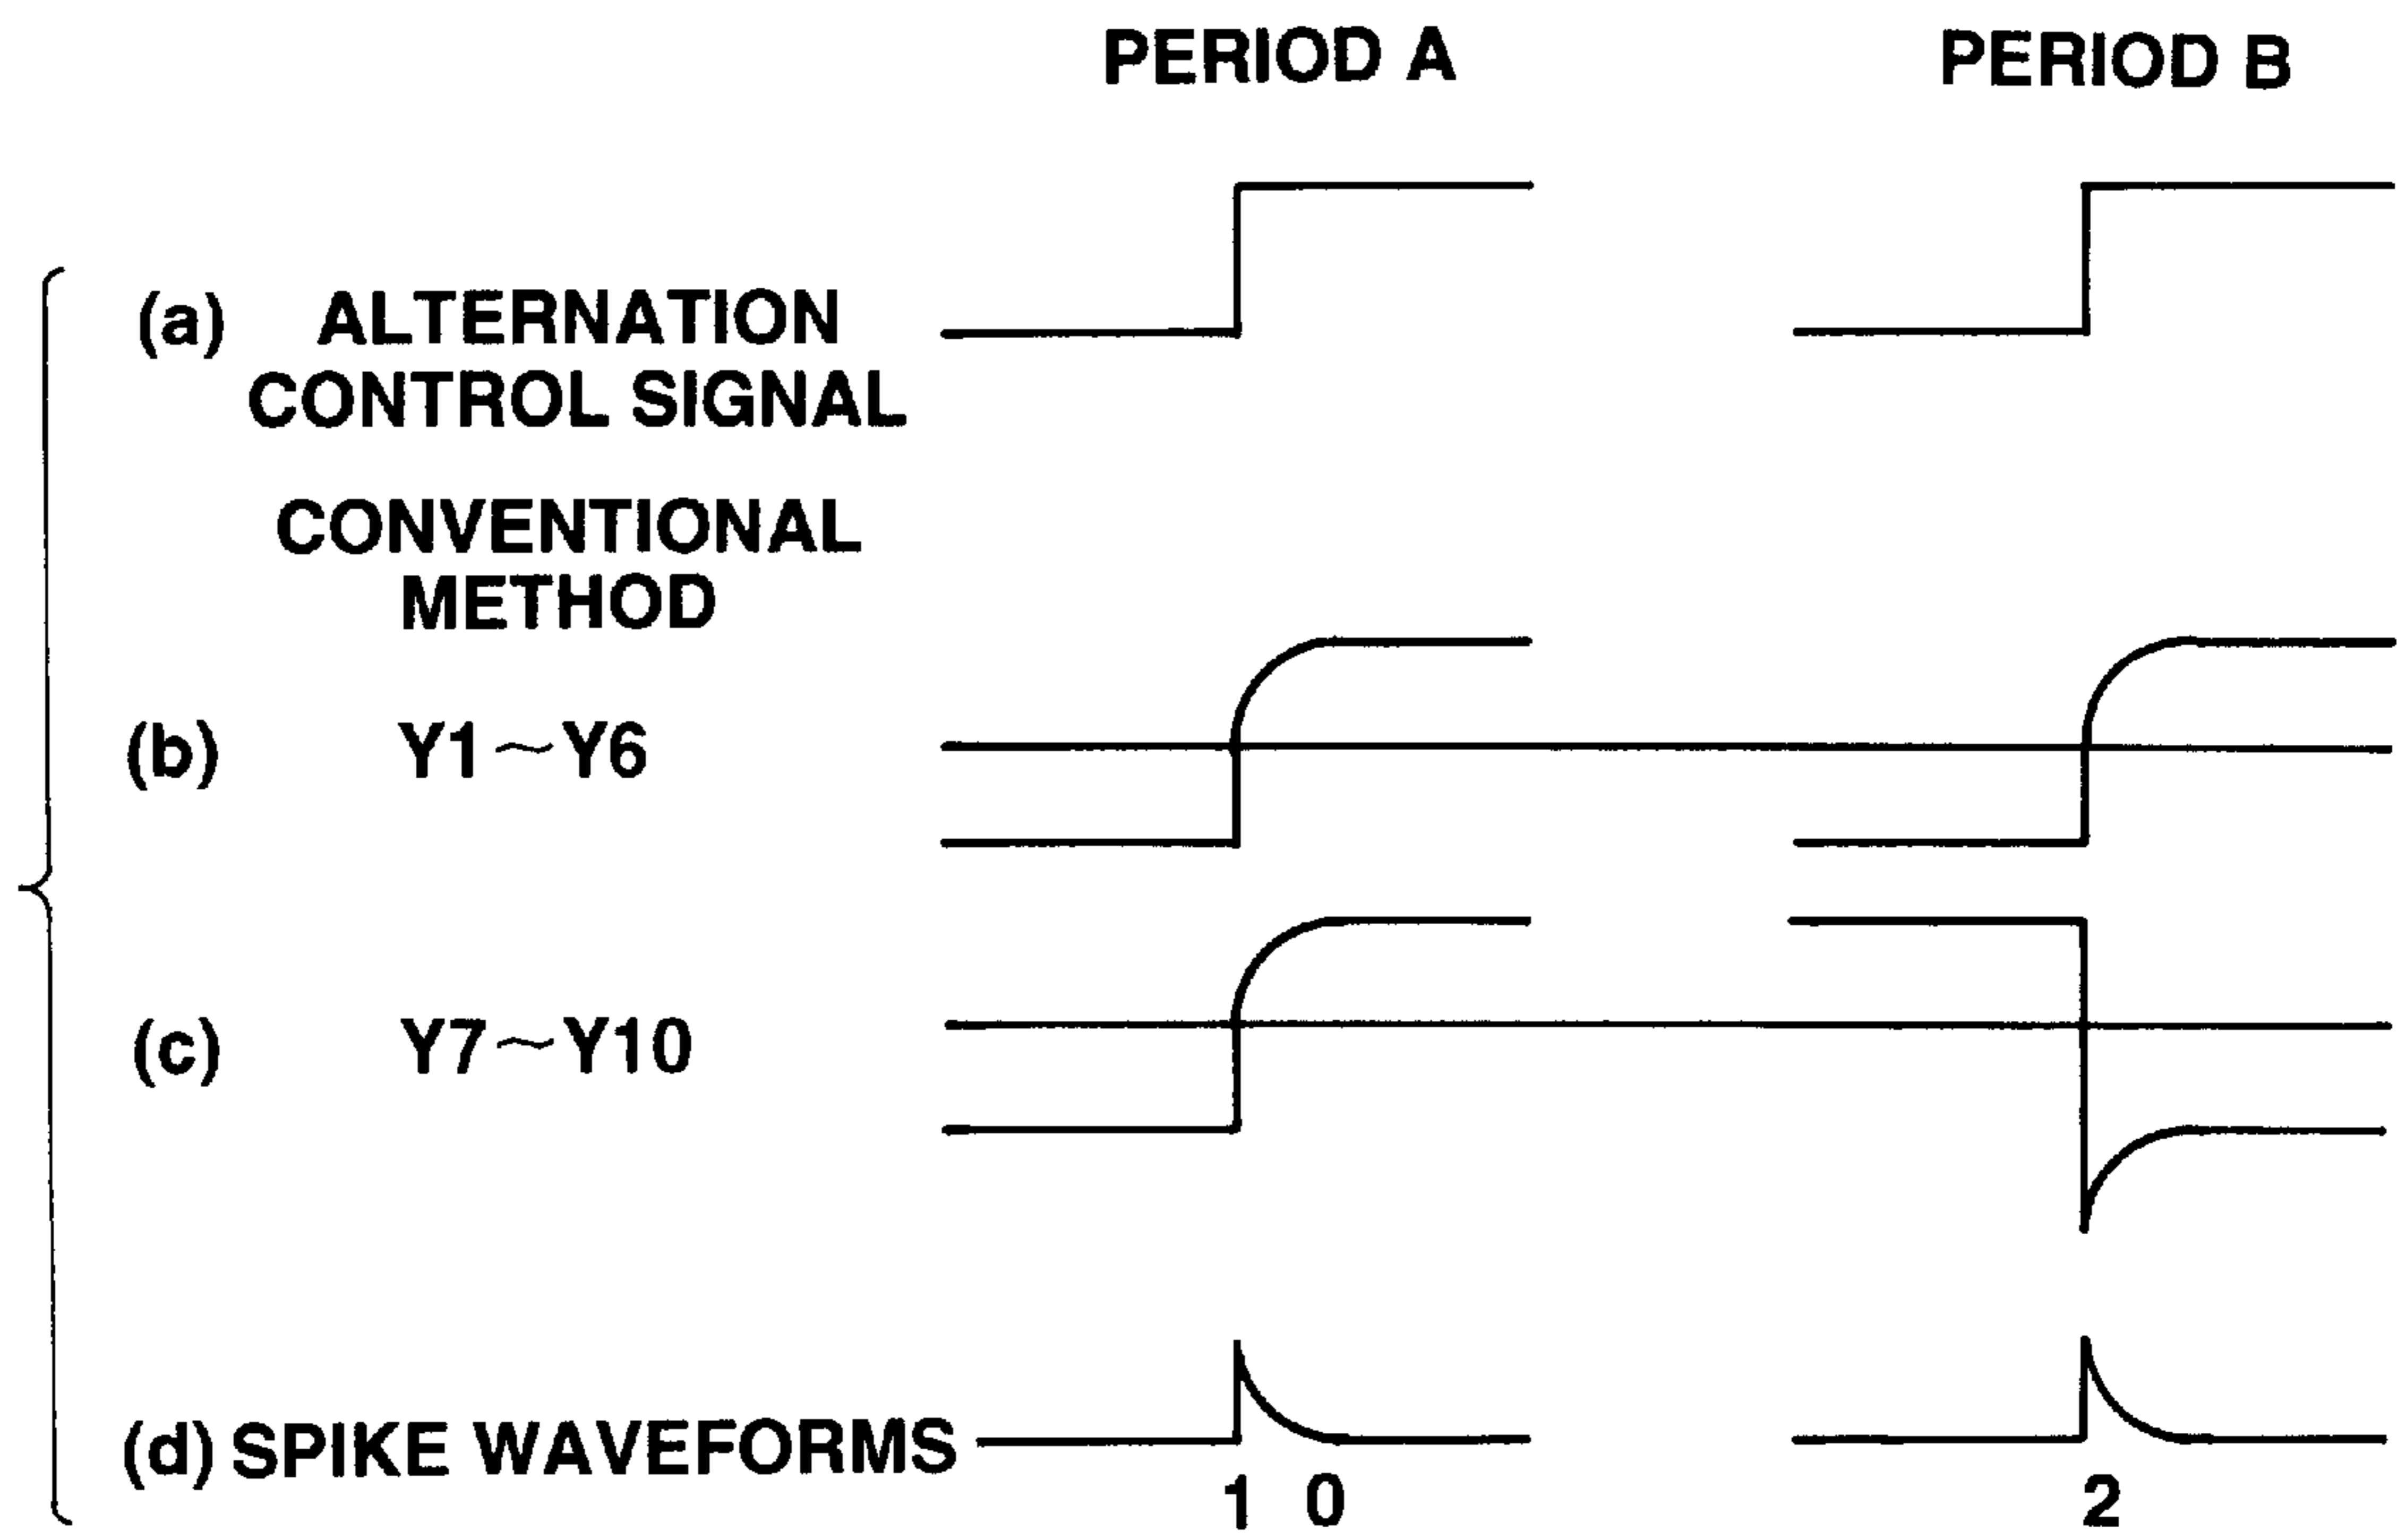 PERIOD A PERIOD B
(a) ALTERNATION
CONTROL SIGNAL
CONVENTIONAL
METHOD
(b) Y1~Y6
(c) Y7~Y10
(d) SPIKE WAVEFORMS
1 0 2